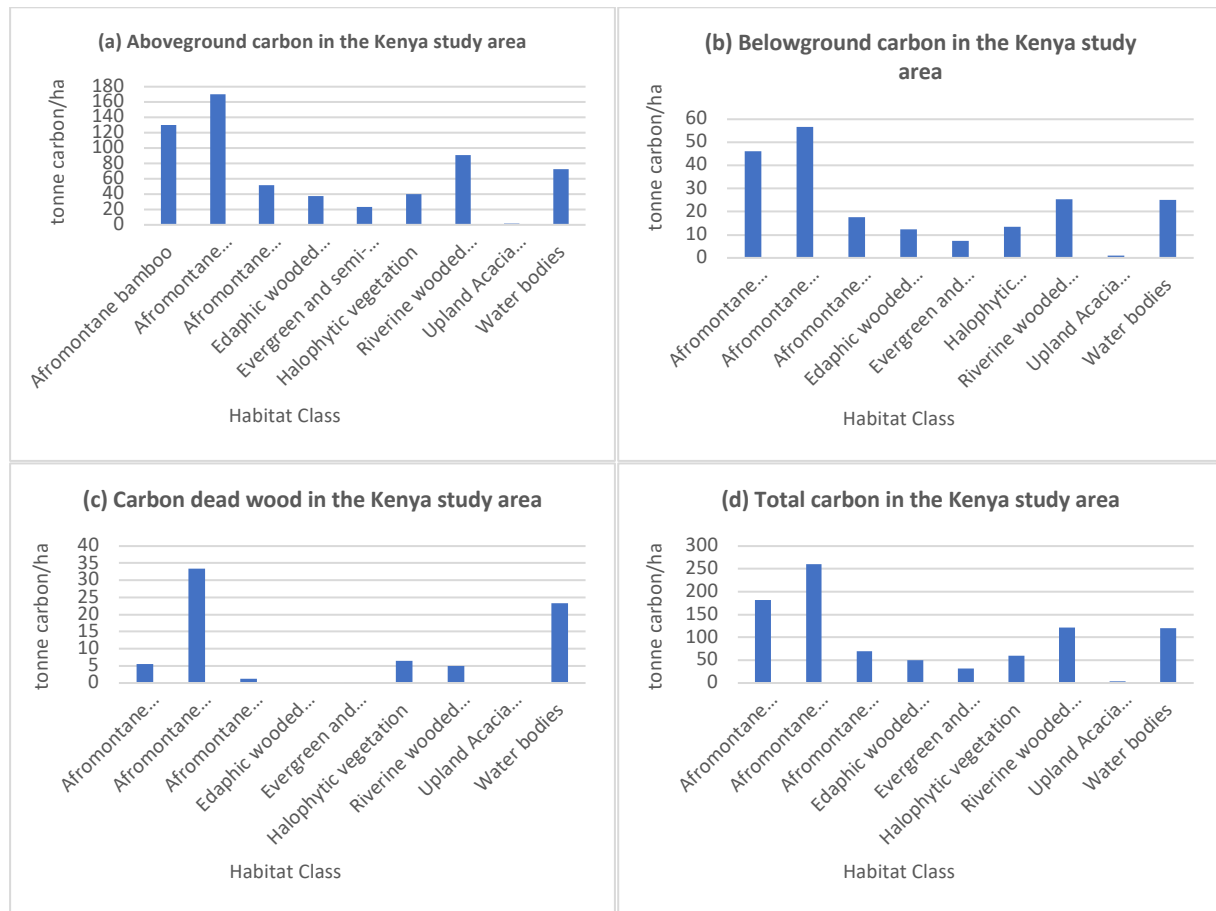 (a) Aboveground carbon in the Kenya study area
tonne carbon/ha
180
160
140
120
100
80
60
40
20
0
Afromontane bamboo
Afromontane...
Afromontane...
Edaphic wooded...
Evergreen and semi-...
Halophytic vegetation
Riverine wooded...
Upland Acacia...
Water bodies
Habitat Class
(b) Belowground carbon in the Kenya study
area
tonne carbon/ha
60
50
40
30
20
10
0
Afromontane...
Afromontane...
Afromontane...
Edaphic wooded...
Evergreen and...
Halophytic...
Riverine wooded...
Upland Acacia...
Water bodies
Habitat Class
(c) Carbon dead wood in the Kenya study area
tonne carbon/ha
40
35
30
25
20
15
10
5
0
Afromontane...
Afromontane...
Afromontane...
Edaphic wooded...
Evergreen and...
Halophytic vegetation
Riverine wooded...
Upland Acacia...
Water bodies
Habitat Class
(d) Total carbon in the Kenya study area
tonne carbon/ha
300
250
200
150
100
50
0
Afromontane...
Afromontane...
Afromontane...
Edaphic wooded...
Evergreen and...
Halophytic vegetation
Riverine wooded...
Upland Acacia...
Water bodies
Habitat Class